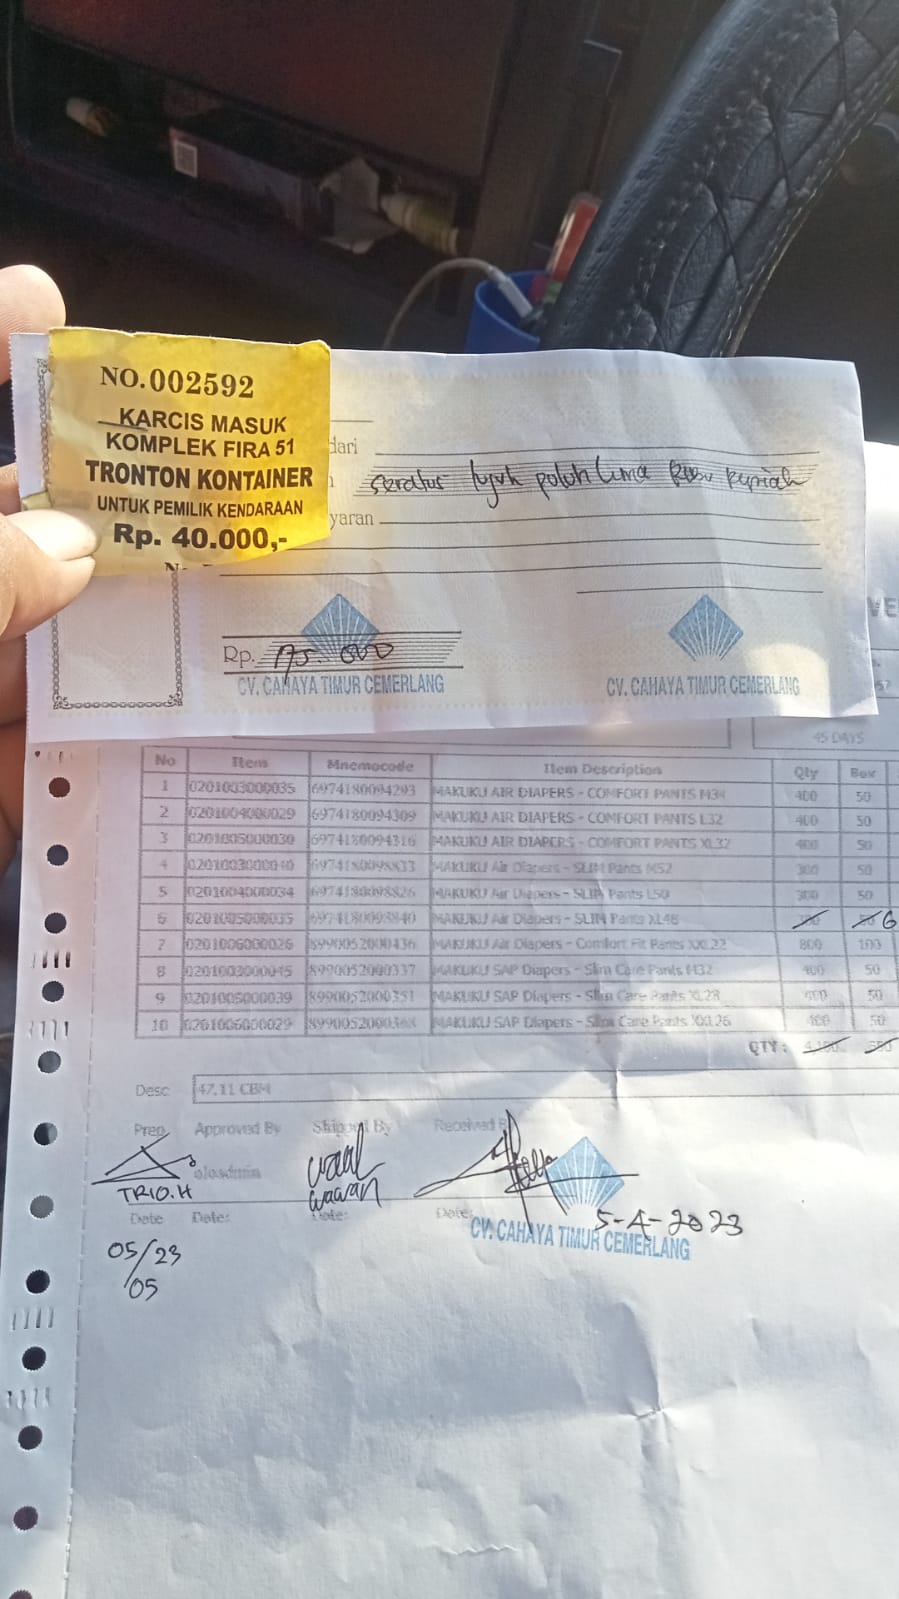 NO.002592
KARCIS MASUK
KOMPLEK FIRA 51
TRONTON KONTAINER
UNTUK PEMILIK KENDARAAN
Rp. 40.000,-
dari
seratus tujuh puluh lima ribu rupiah
yaran
Rp. 175.000
CV. CAHAYA TIMUR CEMERLANG
CV. CAHAYA TIMUR CEMERLANG
45 DAYS
No Item Mnemocode Item Description Qty Box
1 0201003000035 6974180094293 MAKUKU AIR DIAPERS - COMFORT PANTS M34 400 50
2 0201004000029 6974180094309 MAKUKU AIR DIAPERS - COMFORT PANTS L32 400 50
3 0201005000030 6974180094316 MAKUKU AIR DIAPERS - COMFORT PANTS XL32 400 50
4 0201003000040 6974180098833 MAKUKU Air Diapers - SLIM Pants M52 300 50
5 0201004000034 6974180098826 MAKUKU Air Diapers - SLIM Pants L50 300 50
6 0201005000035 6974180098840 MAKUKU Air Diapers - SLIM Pants XL46 300 50 6
7 0201006000026 8990052000436 MAKUKU Air Diapers - Comfort Fit Pants XXL22 800 100
8 0201003000045 8990052000337 MAKUKU SAP Diapers - Slim Care Pants M32 400 50
9 0201005000039 8990052000351 MAKUKU SAP Diapers - Slim Care Pants XL28 400 50
10 0201006000029 8990052000368 MAKUKU SAP Diapers - Slim Care Pants XXL26 400 50
QTY : 4,100 550
Desc 47.11 CBM
Prep Approved By Shipped By Received B
TRIO.H wawan
Date Date: Date: Date:
05/23
/05
5-4-2023
CV. CAHAYA TIMUR CEMERLANG